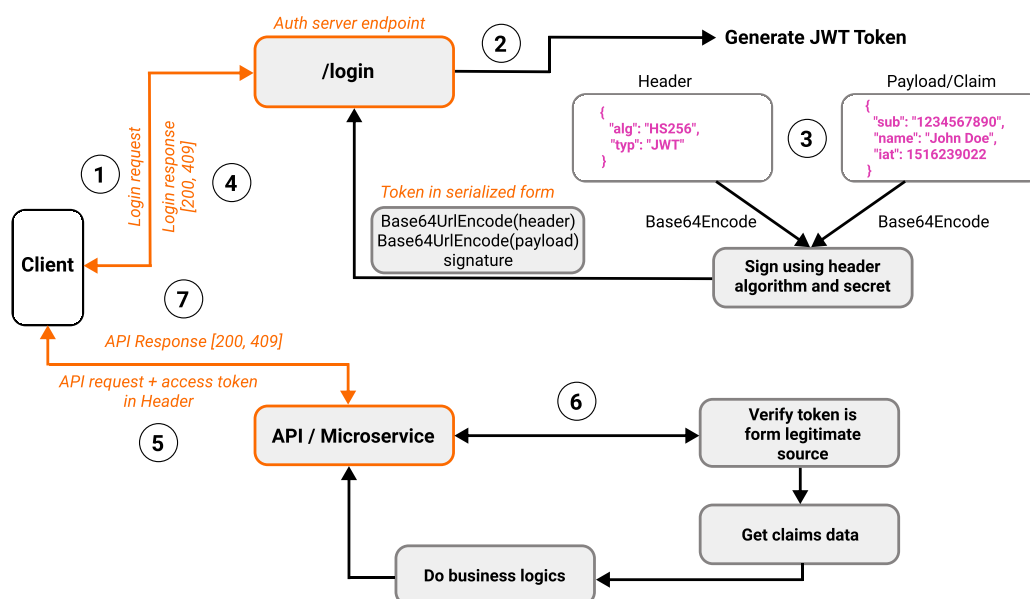 Auth server endpoint
/login
2
Generate JWT Token
Header
{
"alg": "HS256",
"typ": "JWT"
}
3
Payload/Claim
{
"sub": "1234567890",
"name": "John Doe",
"iat": 1516239022
}
1
Login request
Login response
[200, 409]
4
Token in serialized form
Base64UrlEncode(header)
Base64UrlEncode(payload)
signature
Base64Encode
Base64Encode
Sign using header
algorithm and secret
Client
7
API Response [200, 409]
API request + access token
in Header
5
API / Microservice
6
Verify token is
form legitimate
source
Get claims data
Do business logics